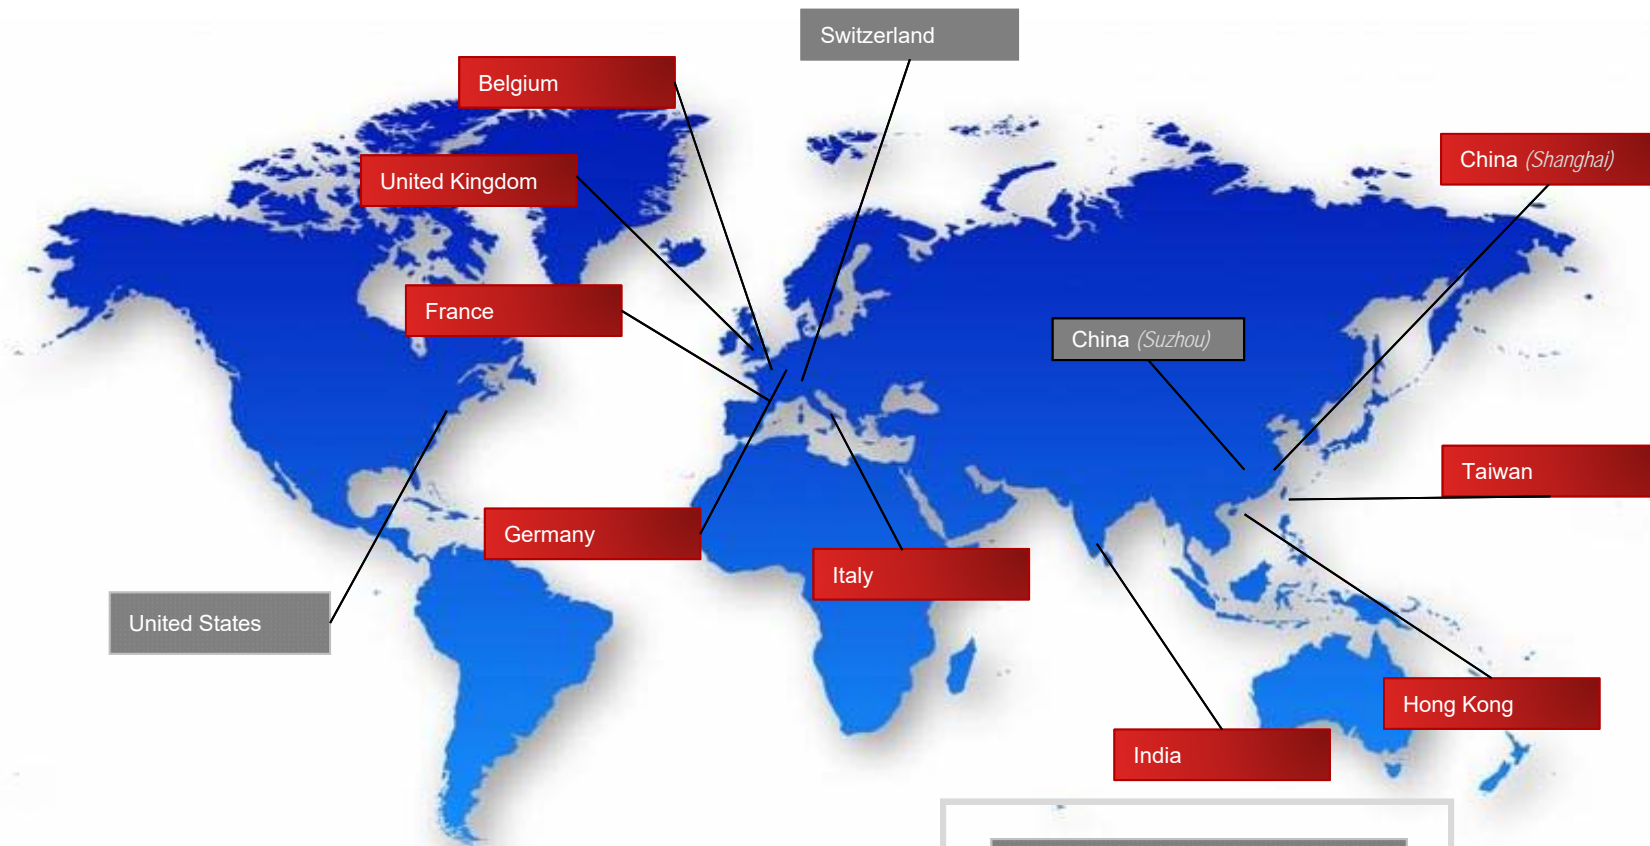 Switzerland
Belgium
China (Shanghai)
United Kingdom
France
China (Suzhou)
Taiwan
Germany
Italy
United States
Hong Kong
India